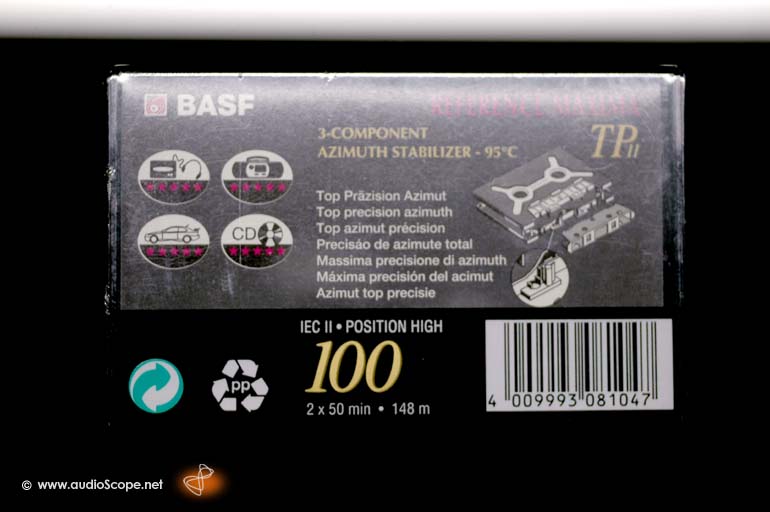 BASF
REFERENCE MAXIMA
3-COMPONENT
AZIMUTH STABILIZER - 95°C
TP II
CD
Top Präzision Azimut
Top precision azimuth
Top azimut précision
Precisáo de azimute total
Massima precisione di azimuth
Máxima precisión del acimut
Azimut top precisie
IEC II • POSITION HIGH
100
2 x 50 min • 148 m
PP
4 009993 081047
© www.audioScope.net